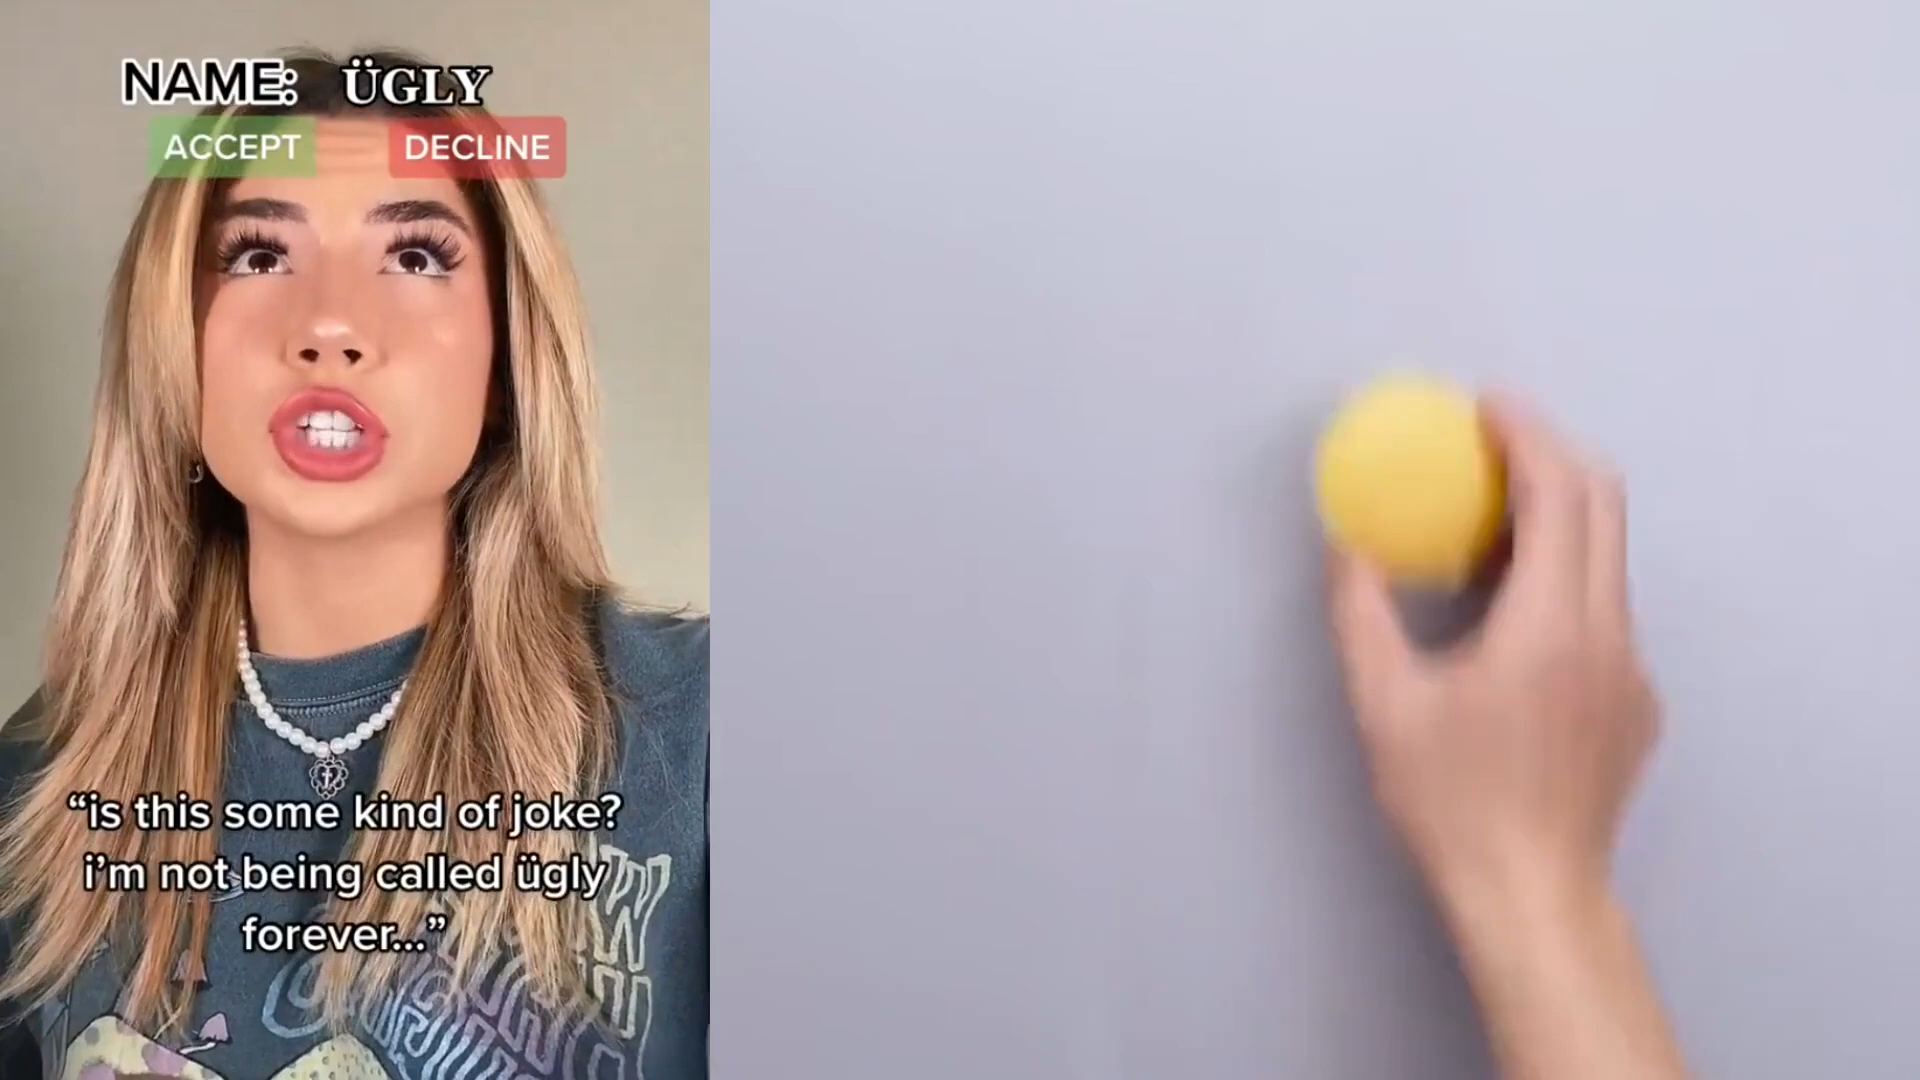 NAME: ÜGLY
ACCEPT DECLINE
“is this some kind of joke?
i’m not being called ügly
forever...”